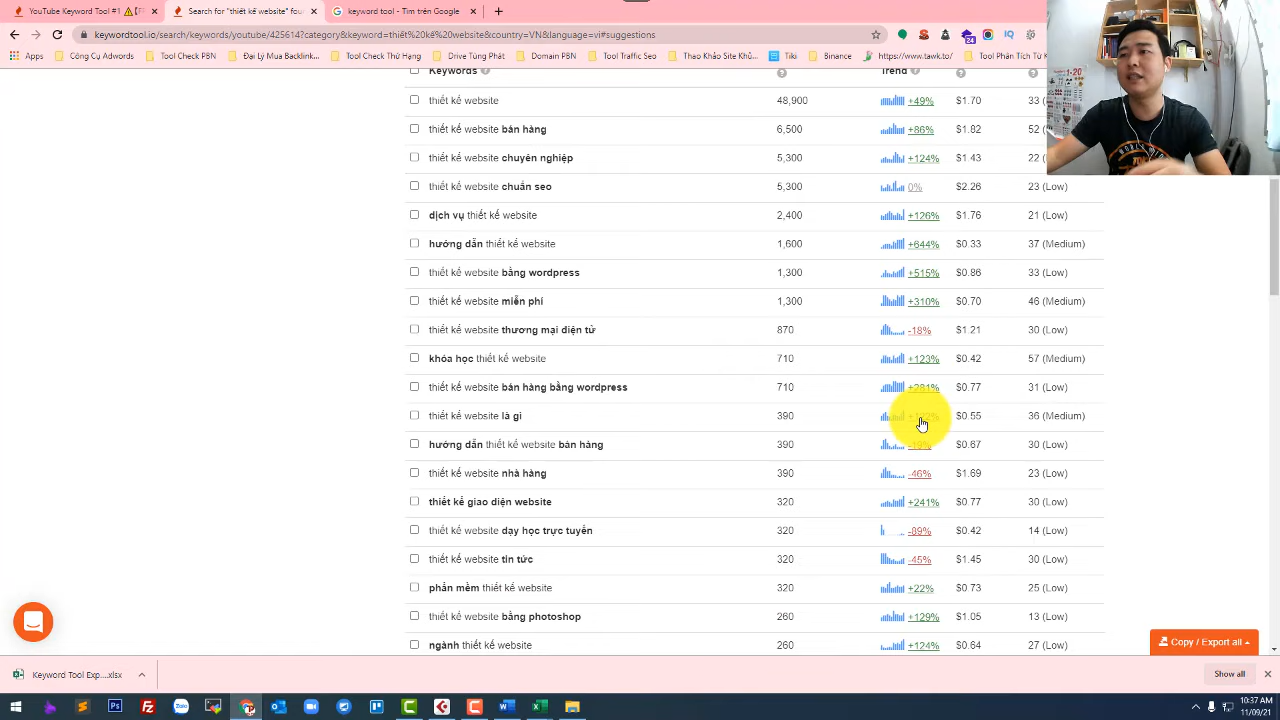 YouTube Keyword Tool #1
Search for "thiết kế website" fou
keyword tool - Tìm trên Google
keywordtool.io/search/keywords/youtube/425614?category&keyword=thi
country=VN&language=vi#suggestions
Apps
Công Cụ Adwords
Tool Check PBN
Đại Lý Mua Backlink...
Tool Check Thứ Hạng
Domain PBN
Tool Traffic Seo
Thao Khảo Khu...
Tiki
Binance
https://www.tawk.to/
Tool Phân Tích Từ
24
Keywords
Trend
thiết kế website 48,900 +49% $1.70 33 (
thiết kế website bán hàng 6,500 +86% $1.82 52 (
thiết kế website chuyên nghiệp 5,300 +124% $1.43 22 (
thiết kế website chuẩn seo 5,300 0% $2.26 23 (Low)
dịch vụ thiết kế website 2,400 +126% $1.76 21 (Low)
hướng dẫn thiết kế website 1,600 +644% $0.33 37 (Medium)
thiết kế website bằng wordpress 1,300 +515% $0.86 33 (Low)
thiết kế website miễn phí 1,300 +310% $0.70 46 (Medium)
thiết kế website thương mại điện tử 870 -18% $1.21 30 (Low)
khóa học thiết kế website 710 +123% $0.42 57 (Medium)
thiết kế website bán hàng bằng wordpress 710 +281% $0.77 31 (Low)
thiết kế website là gì 390 $0.55 36 (Medium)
hướng dẫn thiết kế website bán hàng 390 -19% $0.67 30 (Low)
thiết kế website nhà hàng 390 -46% $1.69 23 (Low)
thiết kế giao diện website 320 +241% $0.77 30 (Low)
thiết kế website dạy học trực tuyến 320 -89% $0.42 14 (Low)
thiết kế website tin tức 320 -45% $1.45 30 (Low)
phần mềm thiết kế website 320 +22% $0.73 25 (Low)
thiết kế website bằng photoshop 260 +129% $1.05 13 (Low)
ngành thiết kế website 260 +124% $0.64 27 (Low)
Copy / Export all
Keyword Tool Exp....xlsx
Show all
10:37 AM
11/09/21